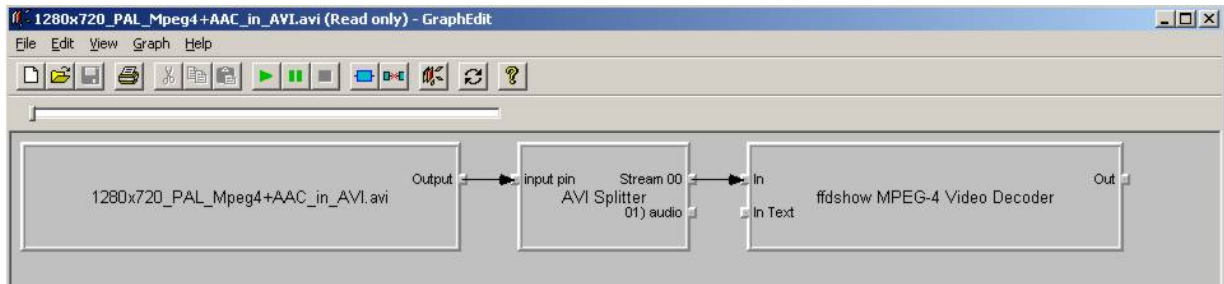 1280x720_PAL_Mpeg4+AAC_in_AVI.avi (Read only) - GraphEdit
File Edit View Graph Help
1280x720_PAL_Mpeg4+AAC_in_AVI.avi
Output
input pin
Stream 00
AVI Splitter
01) audio
In
In Text
ffdshow MPEG-4 Video Decoder
Out